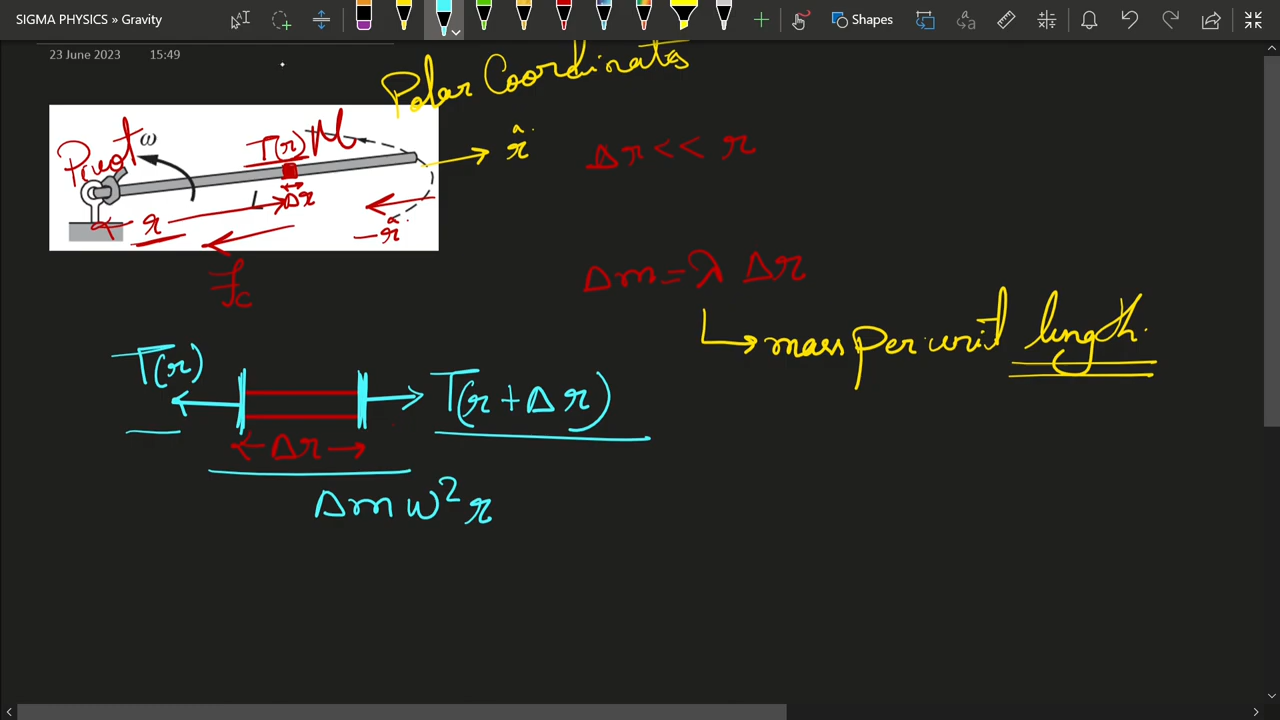 SIGMA PHYSICS » Gravity
Shapes
23 June 2023 15:49
Polar Coordinates
Pivot ω T(r) M
r̂
Δr << r
L Δr
r
-r̂
Fc
Δm = λ Δr
mass per unit length.
T(r)
T(r + Δr)
Δr
Δm ω² r